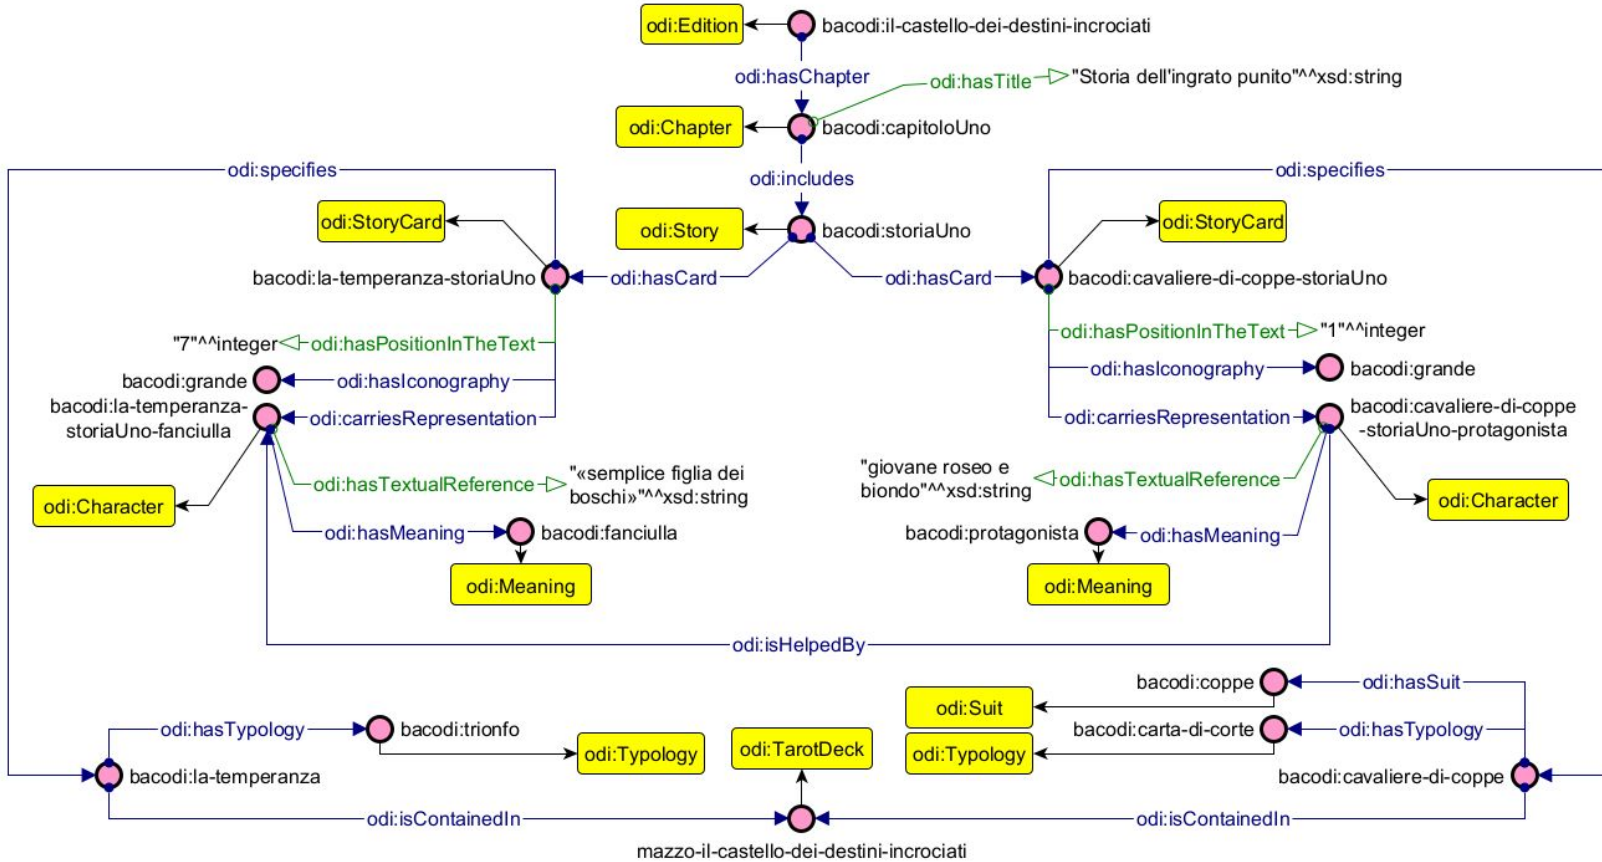 odi:Edition
bacodi:il-castello-dei-destini-incrociati
odi:hasChapter
odi:hasTitle
"Storia dell'ingrato punito"^^xsd:string
odi:Chapter
bacodi:capitoloUno
odi:specifies
odi:includes
odi:specifies
odi:StoryCard
odi:Story
bacodi:storiaUno
odi:StoryCard
bacodi:la-temperanza-storiaUno
odi:hasCard
odi:hasCard
bacodi:cavaliere-di-coppe-storiaUno
"7"^^integer
odi:hasPositionInTheText
odi:hasPositionInTheText
"1"^^integer
bacodi:grande
odi:hasIconography
odi:hasIconography
bacodi:grande
bacodi:la-temperanza-
storiaUno-fanciulla
odi:carriesRepresentation
odi:carriesRepresentation
bacodi:cavaliere-di-coppe
-storiaUno-protagonista
odi:hasTextualReference
"«semplice figlia dei
boschi»"^^xsd:string
"giovane roseo e
biondo"^^xsd:string
odi:hasTextualReference
odi:Character
odi:Character
odi:hasMeaning
bacodi:fanciulla
bacodi:protagonista
odi:hasMeaning
odi:Meaning
odi:Meaning
odi:isHelpedBy
bacodi:coppe
odi:hasSuit
odi:Suit
odi:hasTypology
bacodi:trionfo
bacodi:carta-di-corte
odi:hasTypology
odi:Typology
odi:TarotDeck
odi:Typology
bacodi:la-temperanza
bacodi:cavaliere-di-coppe
odi:isContainedIn
odi:isContainedIn
mazzo-il-castello-dei-destini-incrociati